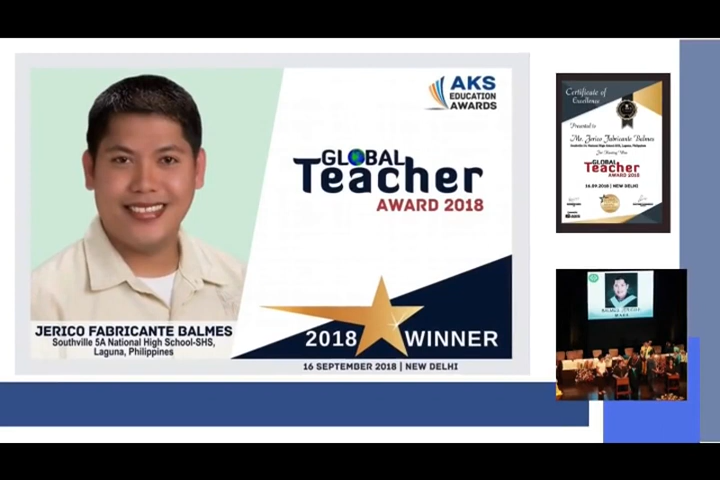 AKS
EDUCATION
AWARDS
GLOBAL
Teacher
AWARD 2018
JERICO FABRICANTE BALMES
Southville 5A National High School-SHS,
Laguna, Philippines
2018 WINNER
16 SEPTEMBER 2018 | NEW DELHI
Certificate of
Excellence
Presented to
Mr. Jerico Fabricante Balmes
GLOBAL
Teacher
AWARD 2018
16.09.2018 | NEW DELHI